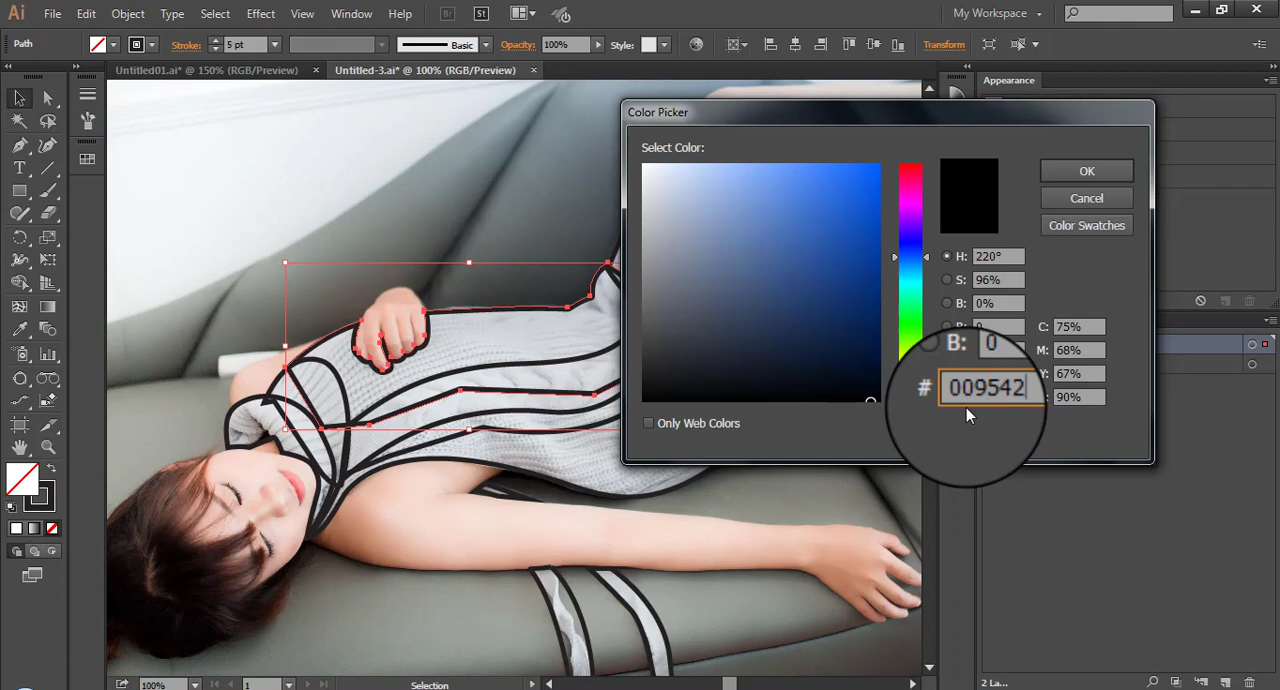 Ai File Edit Object Type Select Effect View Window Help Br St My Workspace
Path Stroke: 5 pt Basic Opacity: 100% Style: Transform
Untitled01.ai* @ 150% (RGB/Preview) × Untitled-3.ai* @ 100% (RGB/Preview) ×
Appearance
Color Picker
Select Color:
OK
Cancel
Color Swatches
H: 220°
S: 96%
B: 0%
C: 75%
M: 68%
Y: 67%
90%
B: 0
# 009542
Only Web Colors
100% 1 Selection
2 La...